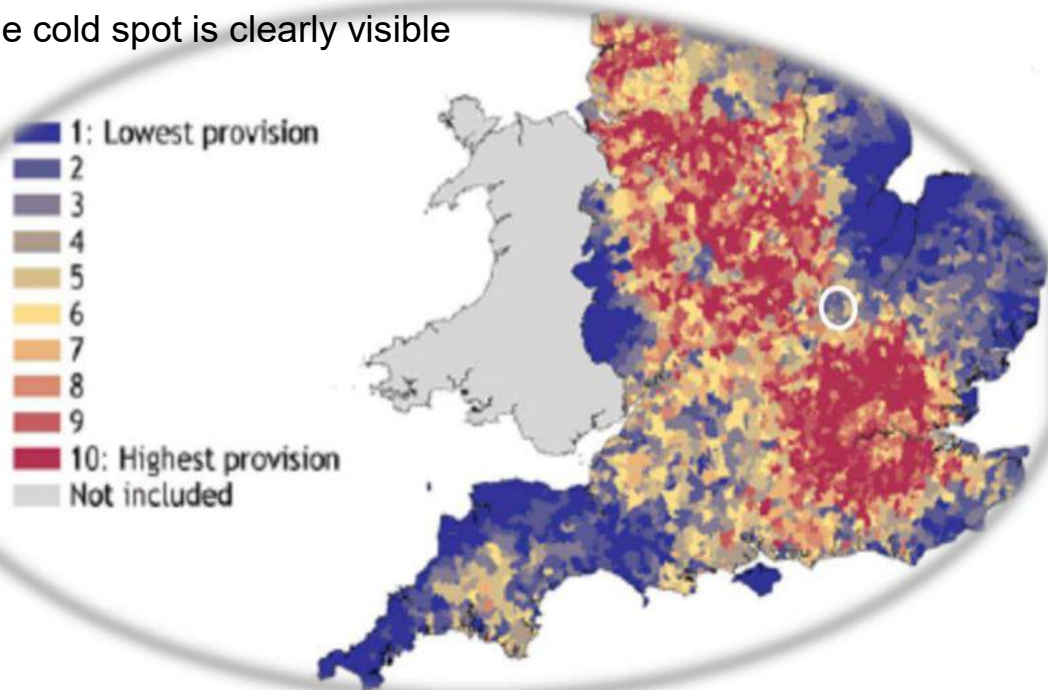 e cold spot is clearly visible
1: Lowest provision
2
3
4
5
6
7
8
9
10: Highest provision
Not included